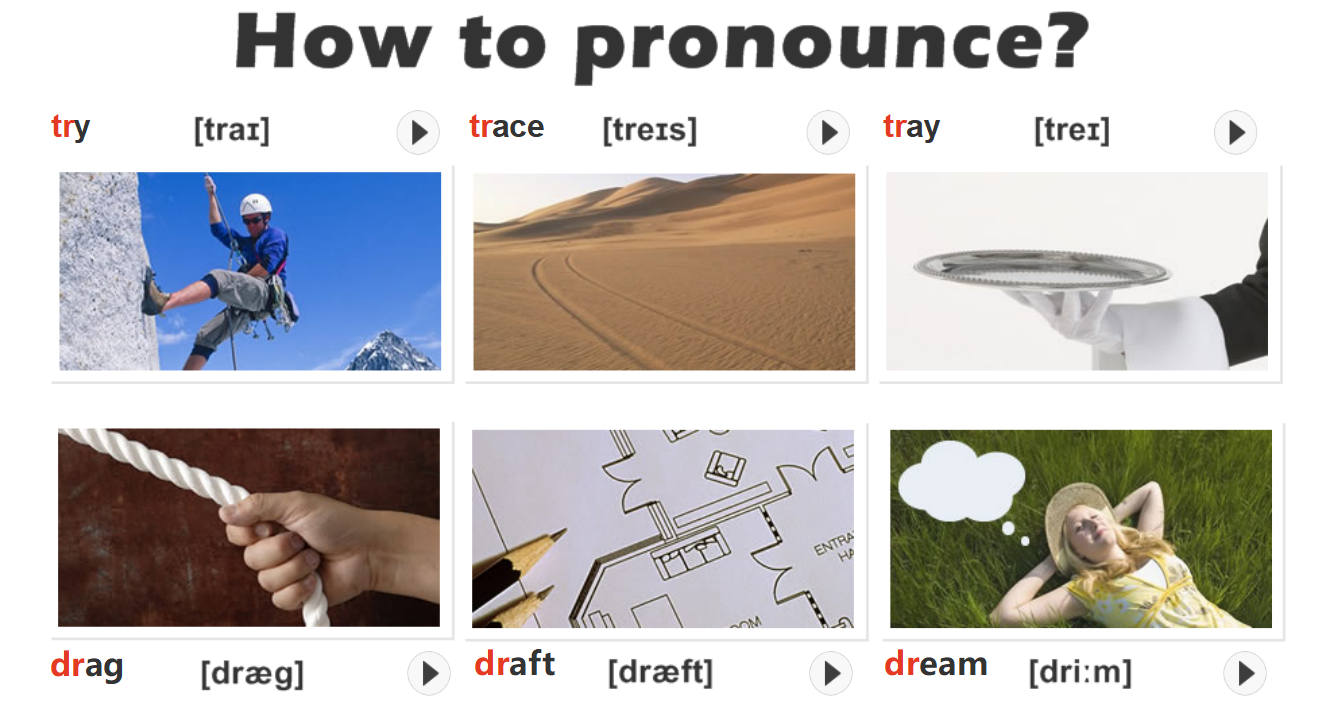 How to pronounce?
try [traɪ] trace [treɪs] tray [treɪ]
ENTRA
HA
OOM
drag [dræg] draft [dræft] dream [driːm]